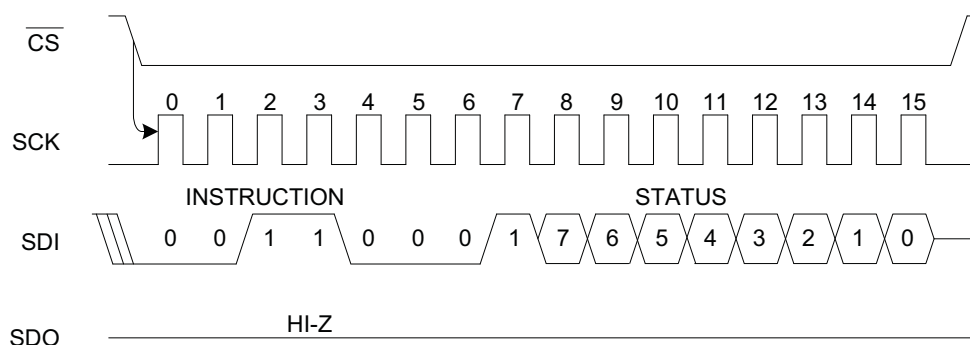 CS
0 1 2 3 4 5 6 7 8 9 10 11 12 13 14 15
SCK
INSTRUCTION STATUS
SDI 0 0 1 1 0 0 0 1 7 6 5 4 3 2 1 0
HI-Z
SDO